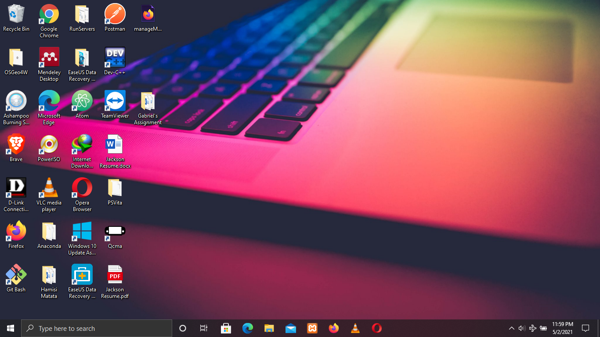 Recycle Bin
Google
Chrome
RunServers
Postman
manageM...
OSGeo4W
Mendeley
Desktop
EaseUS Data
Recovery ...
DEV
Dev-C++
Ashampoo
Burning S...
Microsoft
Edge
Atom
TeamViewer
Gabriel's
Assignment
Brave
PowerISO
Internet
Downlo...
Jackson
Resume.docx
D-Link
Connecti...
VLC media
player
Opera
Browser
PSVita
Firefox
Anaconda
Windows 10
Update As...
Qcma
Git Bash
Hamisi
Matata
EaseUS Data
Recovery ...
PDF
Jackson
Resume.pdf
Type here to search
11:59 PM
5/2/2021